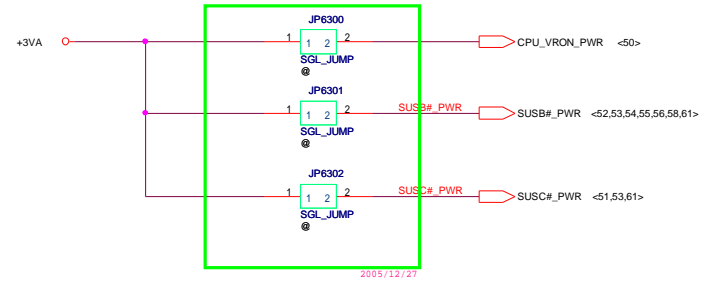 JP6300
+3VA
1 1 2 2
CPU_VRON_PWR <50>
SGL_JUMP
@
JP6301
1 1 2 2
SUSB#_PWR
SUSB#_PWR <52,53,54,55,56,58,61>
SGL_JUMP
@
JP6302
1 1 2 2
SUSC#_PWR
SUSC#_PWR <51,53,61>
SGL_JUMP
@
2005/12/27